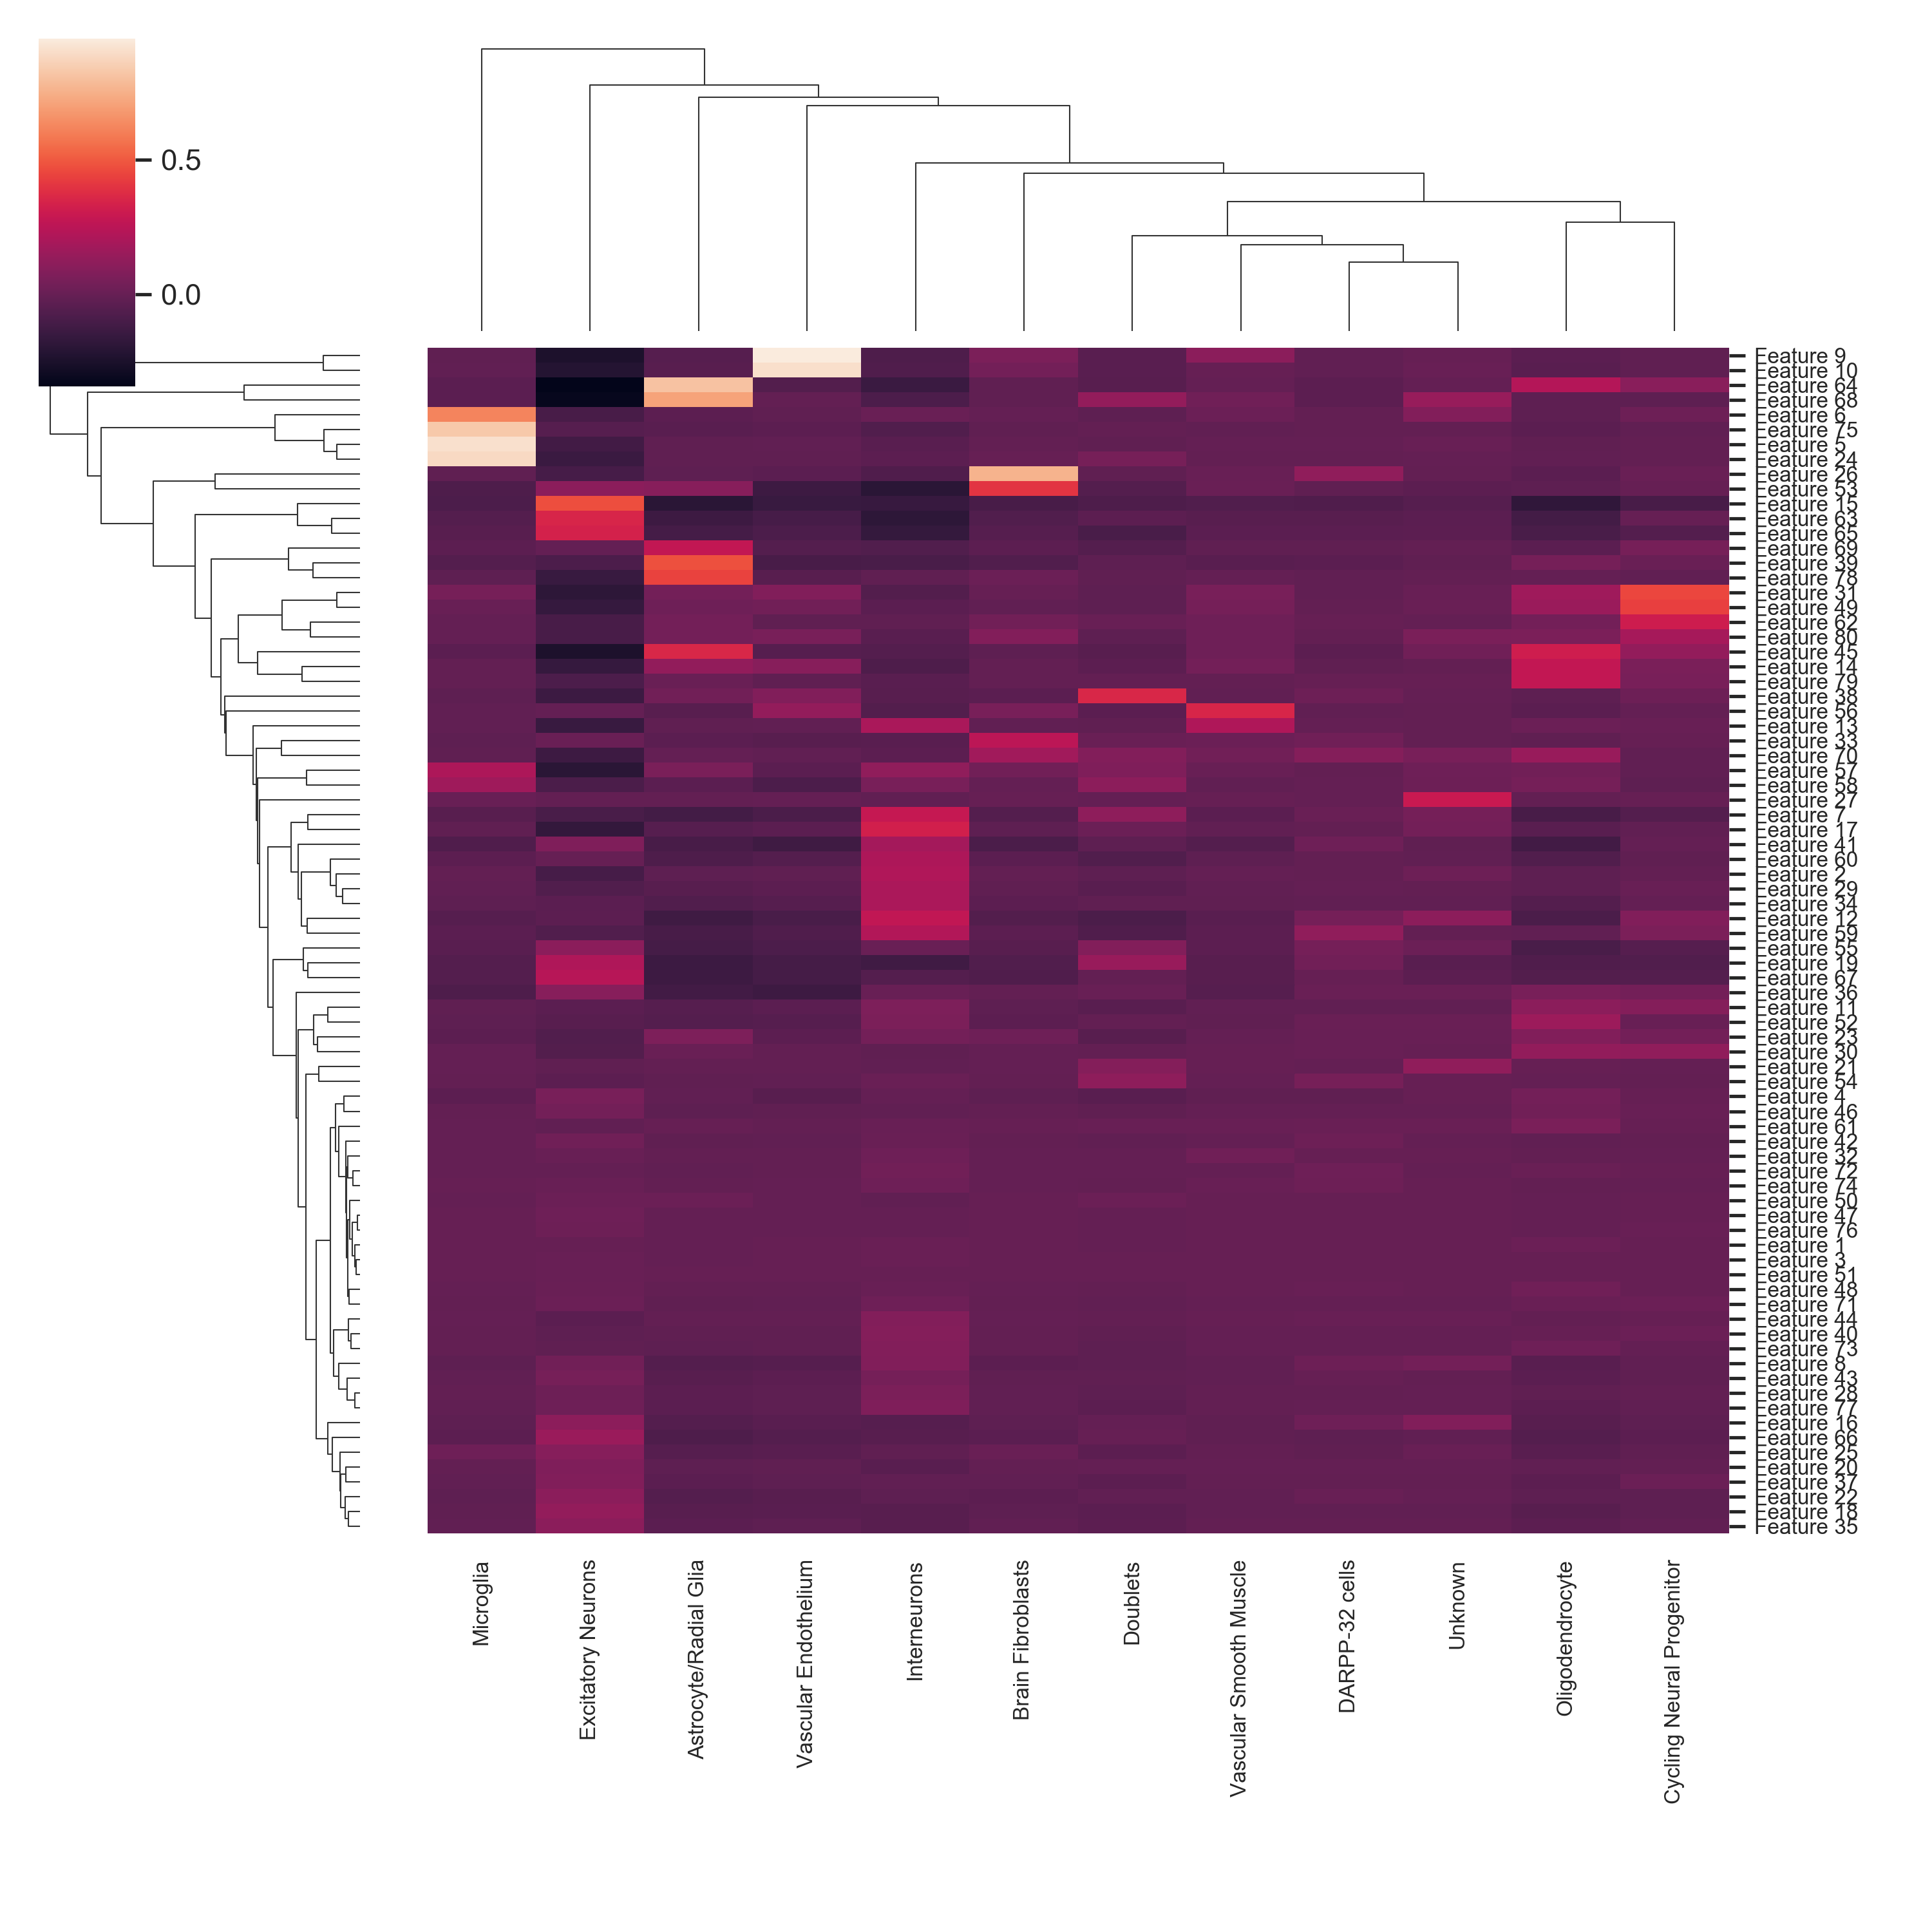 0.5
0.0
Feature 9
Feature 10
Feature 64
Feature 68
Feature 6
Feature 75
Feature 5
Feature 24
Feature 26
Feature 53
Feature 15
Feature 63
Feature 65
Feature 69
Feature 39
Feature 78
Feature 31
Feature 49
Feature 62
Feature 80
Feature 45
Feature 14
Feature 79
Feature 38
Feature 56
Feature 13
Feature 33
Feature 70
Feature 57
Feature 58
Feature 27
Feature 7
Feature 17
Feature 41
Feature 60
Feature 2
Feature 29
Feature 34
Feature 12
Feature 59
Feature 55
Feature 19
Feature 67
Feature 36
Feature 11
Feature 52
Feature 23
Feature 30
Feature 21
Feature 54
Feature 4
Feature 46
Feature 61
Feature 42
Feature 32
Feature 72
Feature 74
Feature 50
Feature 47
Feature 76
Feature 1
Feature 3
Feature 51
Feature 48
Feature 71
Feature 44
Feature 40
Feature 73
Feature 8
Feature 43
Feature 28
Feature 77
Feature 16
Feature 66
Feature 25
Feature 20
Feature 37
Feature 22
Feature 18
Feature 35
Microglia
Excitatory Neurons
Astrocyte/Radial Glia
Vascular Endothelium
Interneurons
Brain Fibroblasts
Doublets
Vascular Smooth Muscle
DARPP-32 cells
Unknown
Oligodendrocyte
Cycling Neural Progenitor